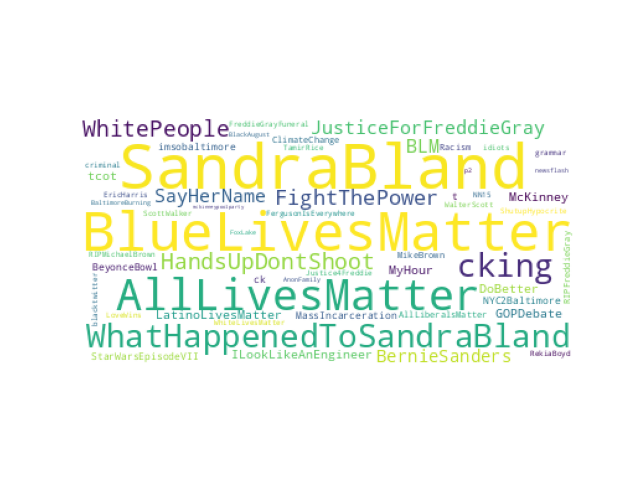 WhitePeople
FreddieGrayFuneral
JusticeForFreddieGray
BlackAugust
imsobaltimore
ClimateChange
TamirRice
BLM
Racism
idiots
grammar
SandraBland
criminal
tcot
p2
newsflash
EricHarris
SayHerName
FightThePower
t
NN15
McKinney
BaltimoreBurning
mckinneypoolparty
WalterScott
ScottWalker
FergusonIsEverywhere
BlueLivesMatter
FoxLake
RIPMichaelBrown
HandsUpDontShoot
MikeBrown
cking
RIPFreddieGray
BeyonceBowl
Justice4Freddie
MyHour
ck
AnonFamily
blacktwitter
AllLivesMatter
DoBetter
NYC2Baltimore
LoveWins
LatinoLivesMatter
MassIncarceration
AllLiberalsMatter
GOPDebate
WhiteLivesMatter
WhatHappenedToSandraBland
StarWarsEpisodeVII
ILookLikeAnEngineer
BernieSanders
RekiaBoyd